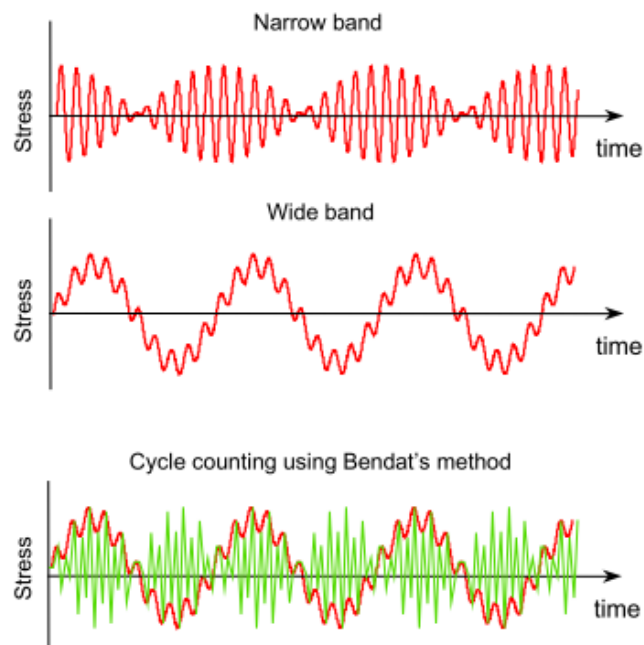 Narrow band
Stress
time
Wide band
Stress
time
Cycle counting using Bendat's method
Stress
time